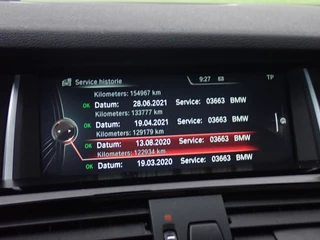 Service historie 9:27 TP
Kilometers: 154967 km
OK Datum: 28.06.2021 Service: 03663 BMW
Kilometers: 133777 km
OK Datum: 19.04.2021 Service: 03663 BMW
Kilometers: 129179 km
OK Datum: 13.08.2020 Service: 03663 BMW
Kilometers: 122934 km
OK Datum: 19.03.2020 Service: 03663 BMW